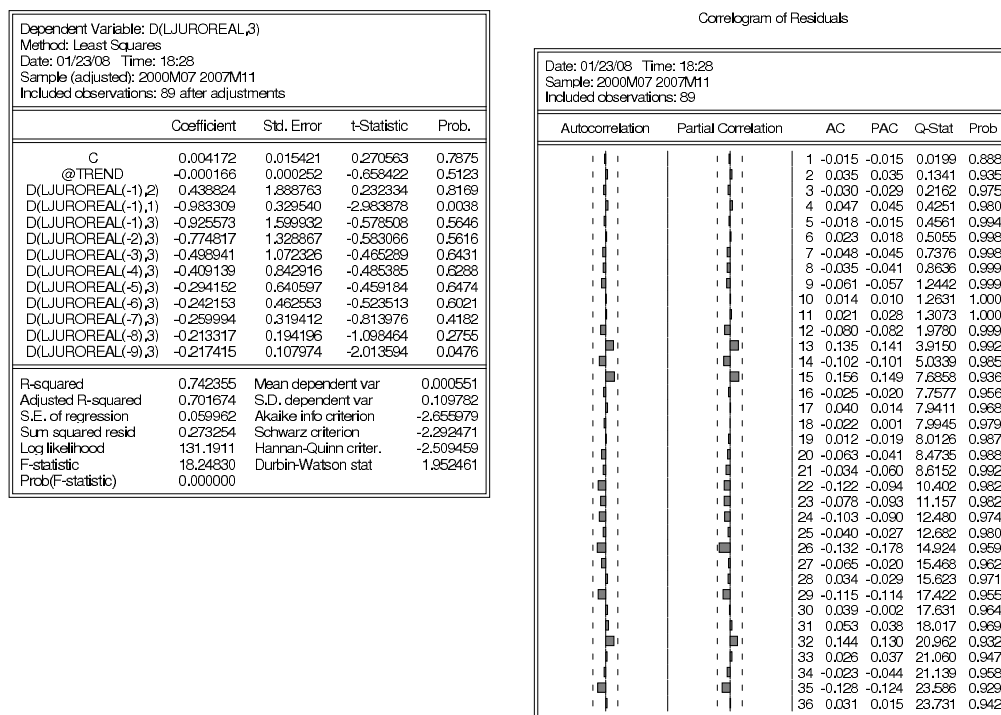 Dependent Variable: D(LJUROREAL,3)
Method: Least Squares
Date: 01/23/08 Time: 18:28
Sample (adjusted): 2000M07 2007M11
Included observations: 89 after adjustments
Coefficient Std. Error t-Statistic Prob.
C 0.004172 0.015421 0.270563 0.7875
@TREND -0.000166 0.000252 -0.658422 0.5123
D(LJUROREAL(-1),2) 0.438824 1.888763 0.232334 0.8169
D(LJUROREAL(-1),1) -0.983309 0.329540 -2.983878 0.0038
D(LJUROREAL(-1),3) -0.925573 1.599932 -0.578508 0.5646
D(LJUROREAL(-2),3) -0.774817 1.328867 -0.583066 0.5616
D(LJUROREAL(-3),3) -0.498941 1.072326 -0.465289 0.6431
D(LJUROREAL(-4),3) -0.409139 0.842916 -0.485385 0.6288
D(LJUROREAL(-5),3) -0.294152 0.640597 -0.459184 0.6474
D(LJUROREAL(-6),3) -0.242153 0.462553 -0.523513 0.6021
D(LJUROREAL(-7),3) -0.259994 0.319412 -0.813976 0.4182
D(LJUROREAL(-8),3) -0.213317 0.194196 -1.098464 0.2755
D(LJUROREAL(-9),3) -0.217415 0.107974 -2.013594 0.0476
R-squared 0.742355 Mean dependent var 0.000551
Adjusted R-squared 0.701674 S.D. dependent var 0.109782
S.E. of regression 0.059962 Akaike info criterion -2.655979
Sum squared resid 0.273254 Schwarz criterion -2.292471
Log likelihood 131.1911 Hannan-Quinn criter. -2.509459
F-statistic 18.24830 Durbin-Watson stat 1.952461
Prob(F-statistic) 0.000000
Correlogram of Residuals
Date: 01/23/08 Time: 18:28
Sample: 2000M07 2007M11
Included observations: 89
Autocorrelation Partial Correlation AC PAC Q-Stat Prob
1 -0.015 -0.015 0.0199 0.888
2 0.035 0.035 0.1341 0.935
3 -0.030 -0.029 0.2162 0.975
4 0.047 0.045 0.4251 0.980
5 -0.018 -0.015 0.4561 0.994
6 0.023 0.018 0.5055 0.998
7 -0.048 -0.045 0.7376 0.998
8 -0.035 -0.041 0.8636 0.999
9 -0.061 -0.057 1.2442 0.999
10 0.014 0.010 1.2631 1.000
11 0.021 0.028 1.3073 1.000
12 -0.080 -0.082 1.9780 0.999
13 0.135 0.141 3.9150 0.992
14 -0.102 -0.101 5.0339 0.985
15 0.156 0.149 7.6858 0.936
16 -0.025 -0.020 7.7577 0.956
17 0.040 0.014 7.9411 0.968
18 -0.022 0.001 7.9945 0.979
19 0.012 -0.019 8.0126 0.987
20 -0.063 -0.041 8.4735 0.988
21 -0.034 -0.060 8.6152 0.992
22 -0.122 -0.094 10.402 0.982
23 -0.078 -0.093 11.157 0.982
24 -0.103 -0.090 12.480 0.974
25 -0.040 -0.027 12.682 0.980
26 -0.132 -0.178 14.924 0.959
27 -0.065 -0.020 15.468 0.962
28 0.034 -0.029 15.623 0.971
29 -0.115 -0.114 17.422 0.955
30 0.039 -0.002 17.631 0.964
31 0.053 0.038 18.017 0.969
32 0.144 0.130 20.962 0.932
33 0.026 0.037 21.060 0.947
34 -0.023 -0.044 21.139 0.958
35 -0.128 -0.124 23.586 0.929
36 0.031 0.015 23.731 0.942